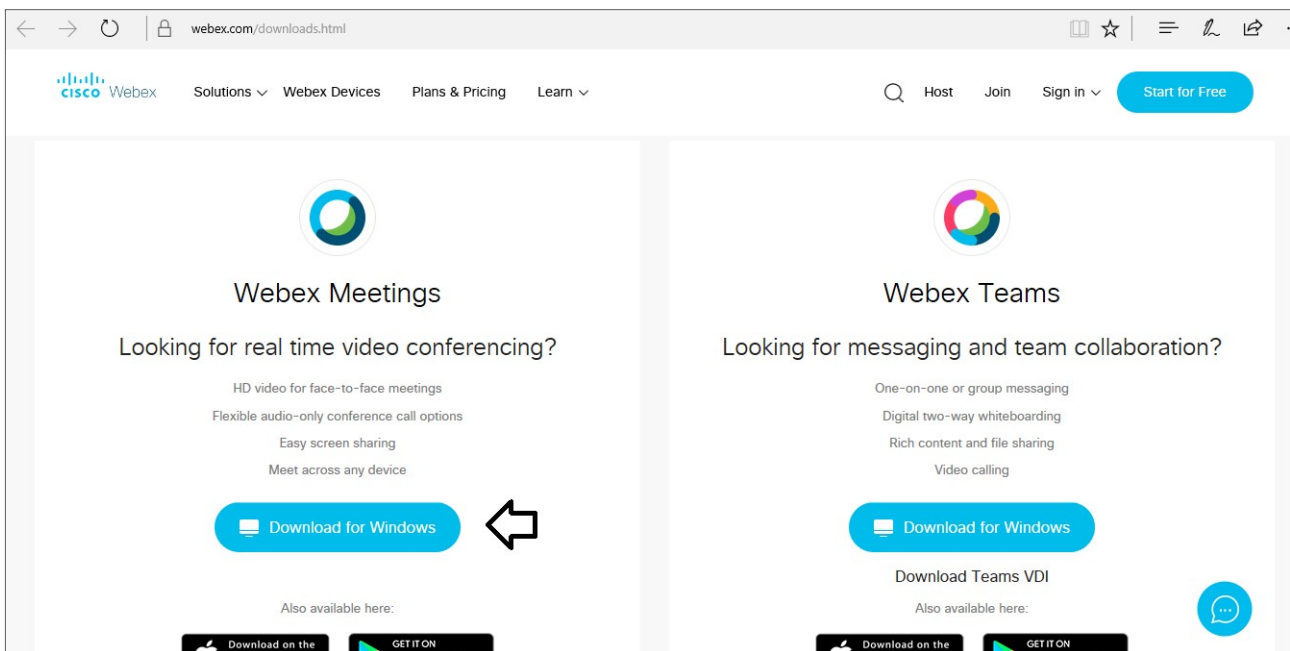 webex.com/downloads.html
cisco Webex Solutions Webex Devices Plans & Pricing Learn Host Join Sign in Start for Free
Webex Meetings
Looking for real time video conferencing?
HD video for face-to-face meetings
Flexible audio-only conference call options
Easy screen sharing
Meet across any device
Download for Windows
Also available here:
Download on the
GET IT ON
Webex Teams
Looking for messaging and team collaboration?
One-on-one or group messaging
Digital two-way whiteboarding
Rich content and file sharing
Video calling
Download for Windows
Download Teams VDI
Also available here:
Download on the
GET IT ON